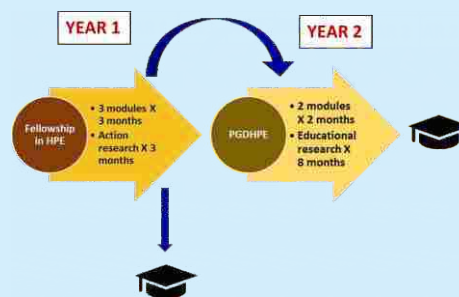 YEAR 1
YEAR 2
Fellowship
in HPE
• 3 modules X
3 months
• Action
research X 3
months
PGDHPE
• 2 modules
X 2 months
• Educational
research X
8 months